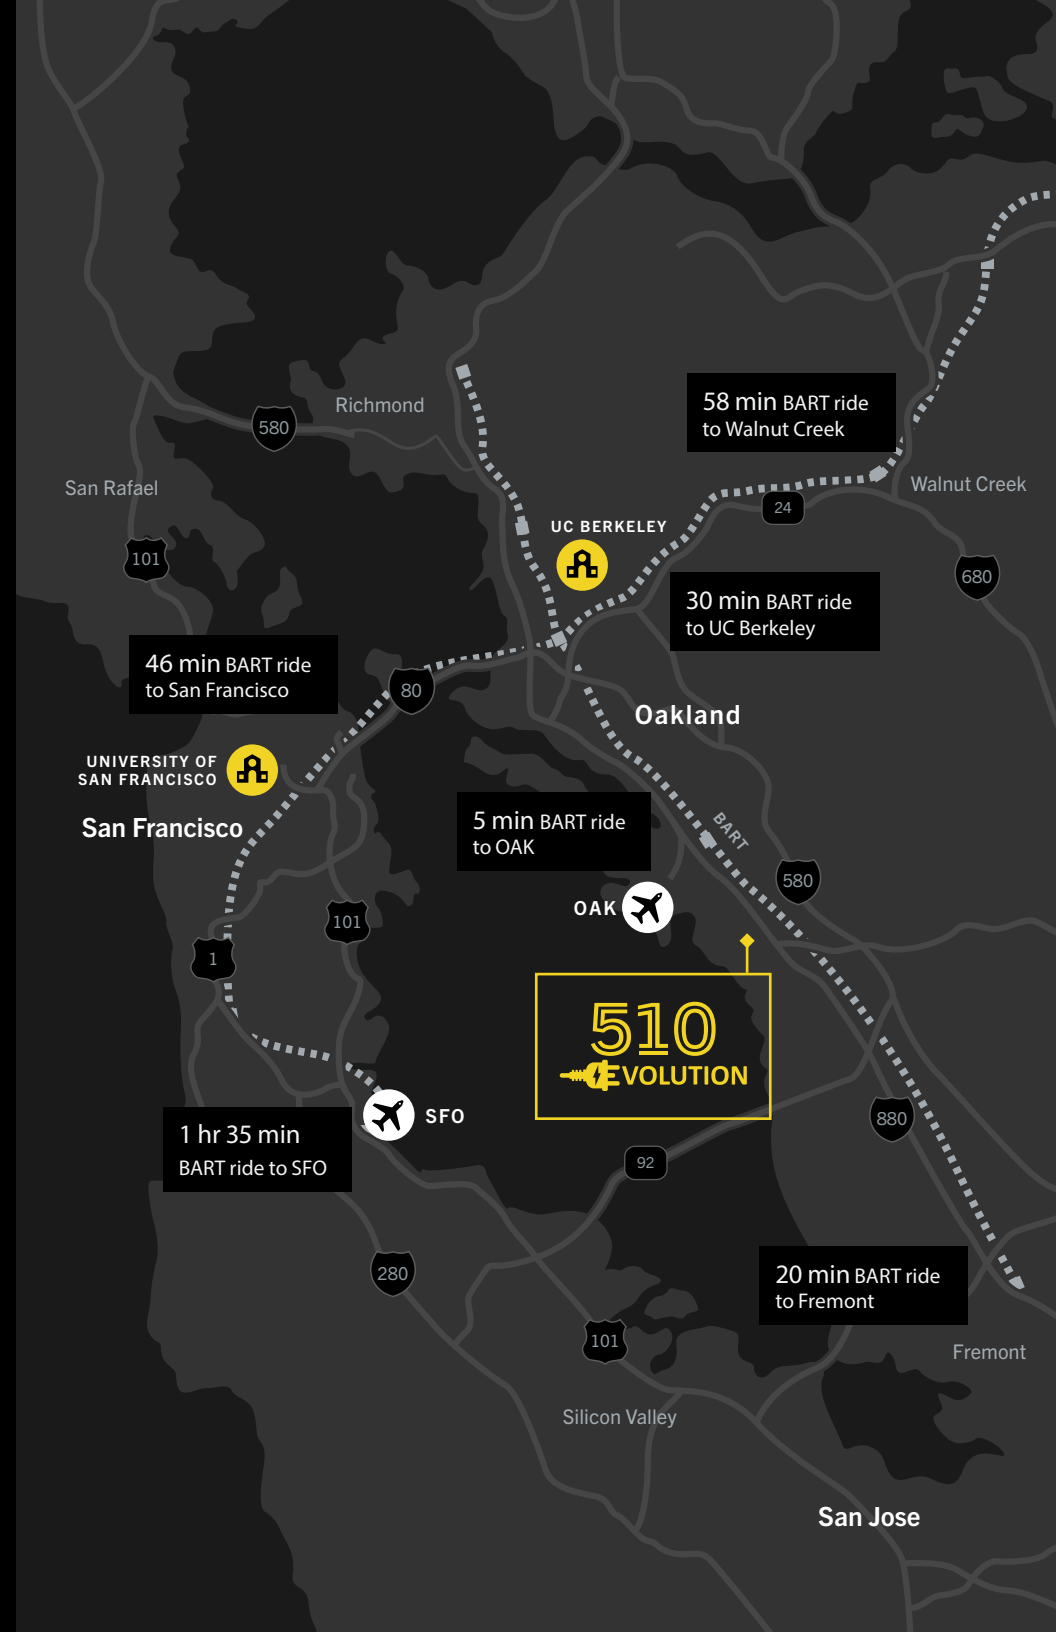 Richmond
580
58 min BART ride
to Walnut Creek
San Rafael
Walnut Creek
24
UC BERKELEY
101
680
30 min BART ride
to UC Berkeley
46 min BART ride
to San Francisco
80
Oakland
UNIVERSITY OF
SAN FRANCISCO
San Francisco
5 min BART ride
to OAK
BART
580
OAK
101
1
510
EVOLUTION
SFO
880
1 hr 35 min
BART ride to SFO
92
280
20 min BART ride
to Fremont
101
Fremont
Silicon Valley
San Jose